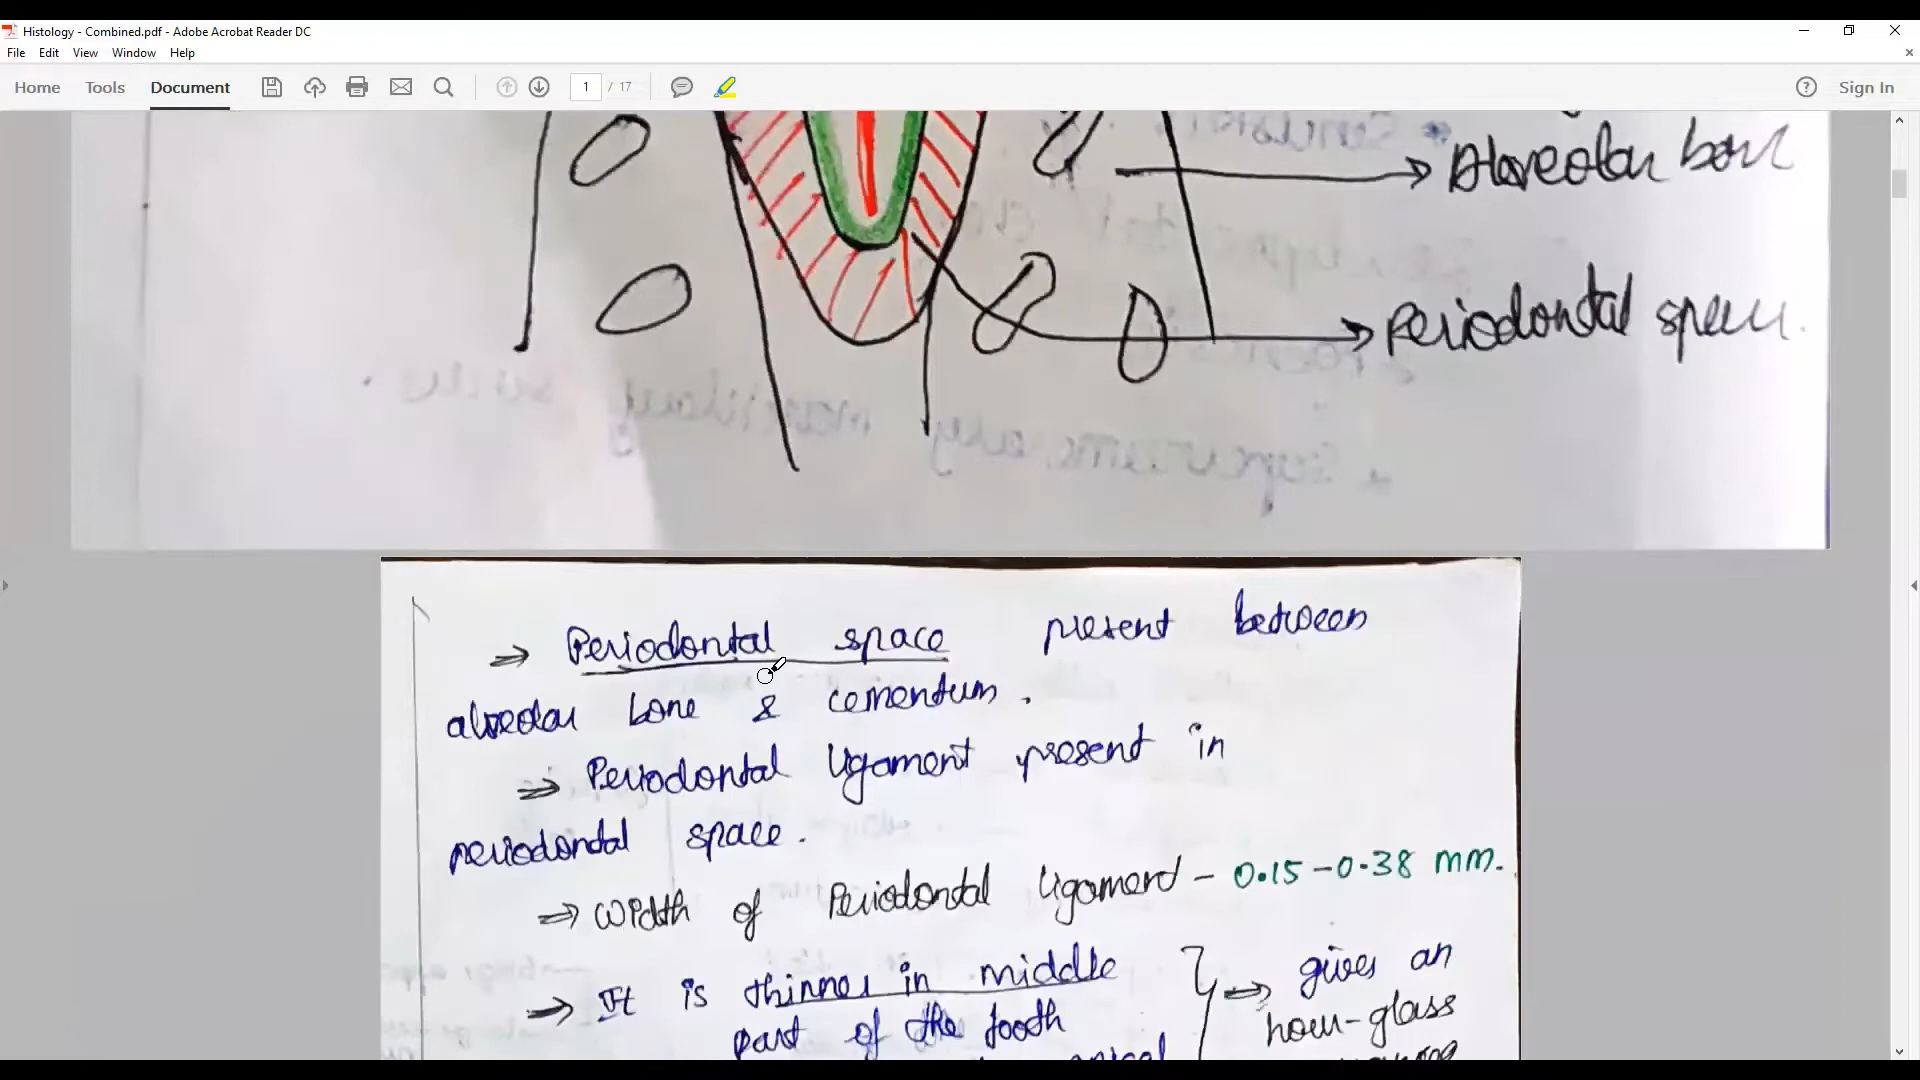 Histology - Combined.pdf - Adobe Acrobat Reader DC
File Edit View Window Help
Home Tools Document 1 / 17 Sign In
Alveolar bone
Periodontal space
⇒ Periodontal space present between
alveolar bone & cementum.
⇒ Periodontal ligament present in
periodontal space.
⇒ Width of Periodontal ligament - 0.15 - 0.38 mm.
⇒ It is thinner in middle
part of the tooth
⇒ gives an
hour-glass